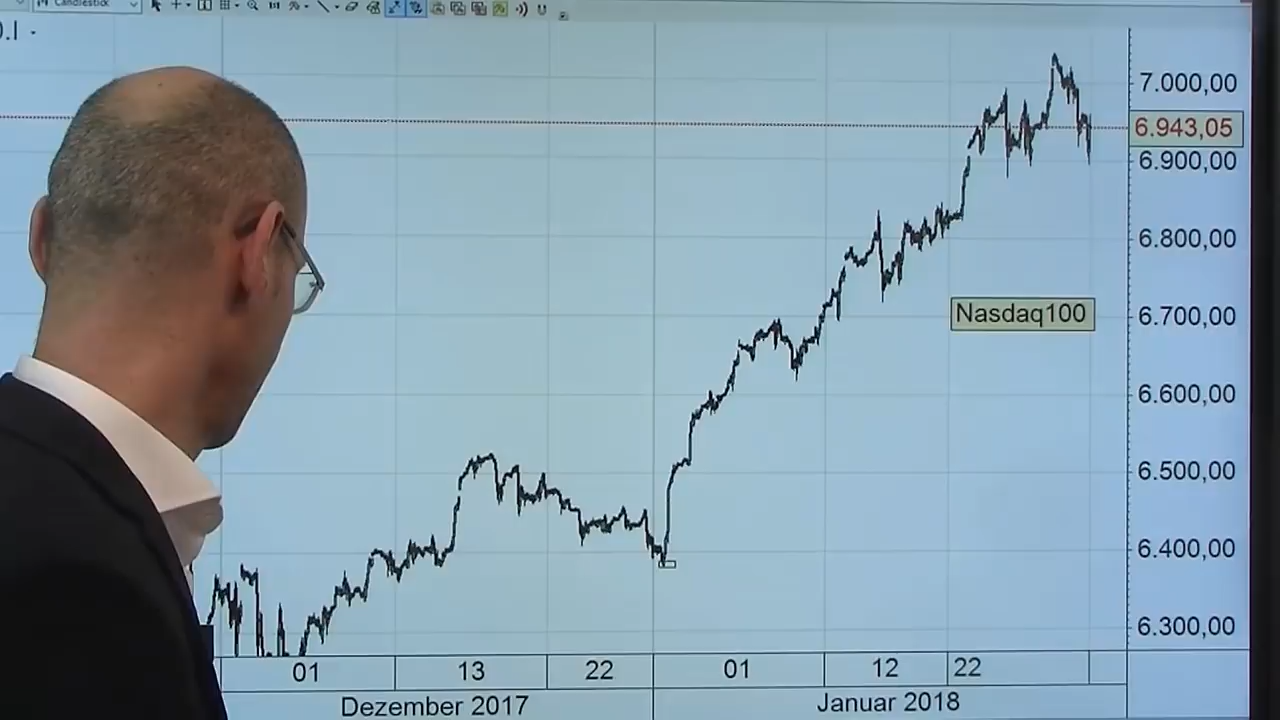 Candlestick
7.000,00
6.943,05
6.900,00
6.800,00
Nasdaq100
6.700,00
6.600,00
6.500,00
6.400,00
6.300,00
01 13 22 01 12 22
Dezember 2017 Januar 2018